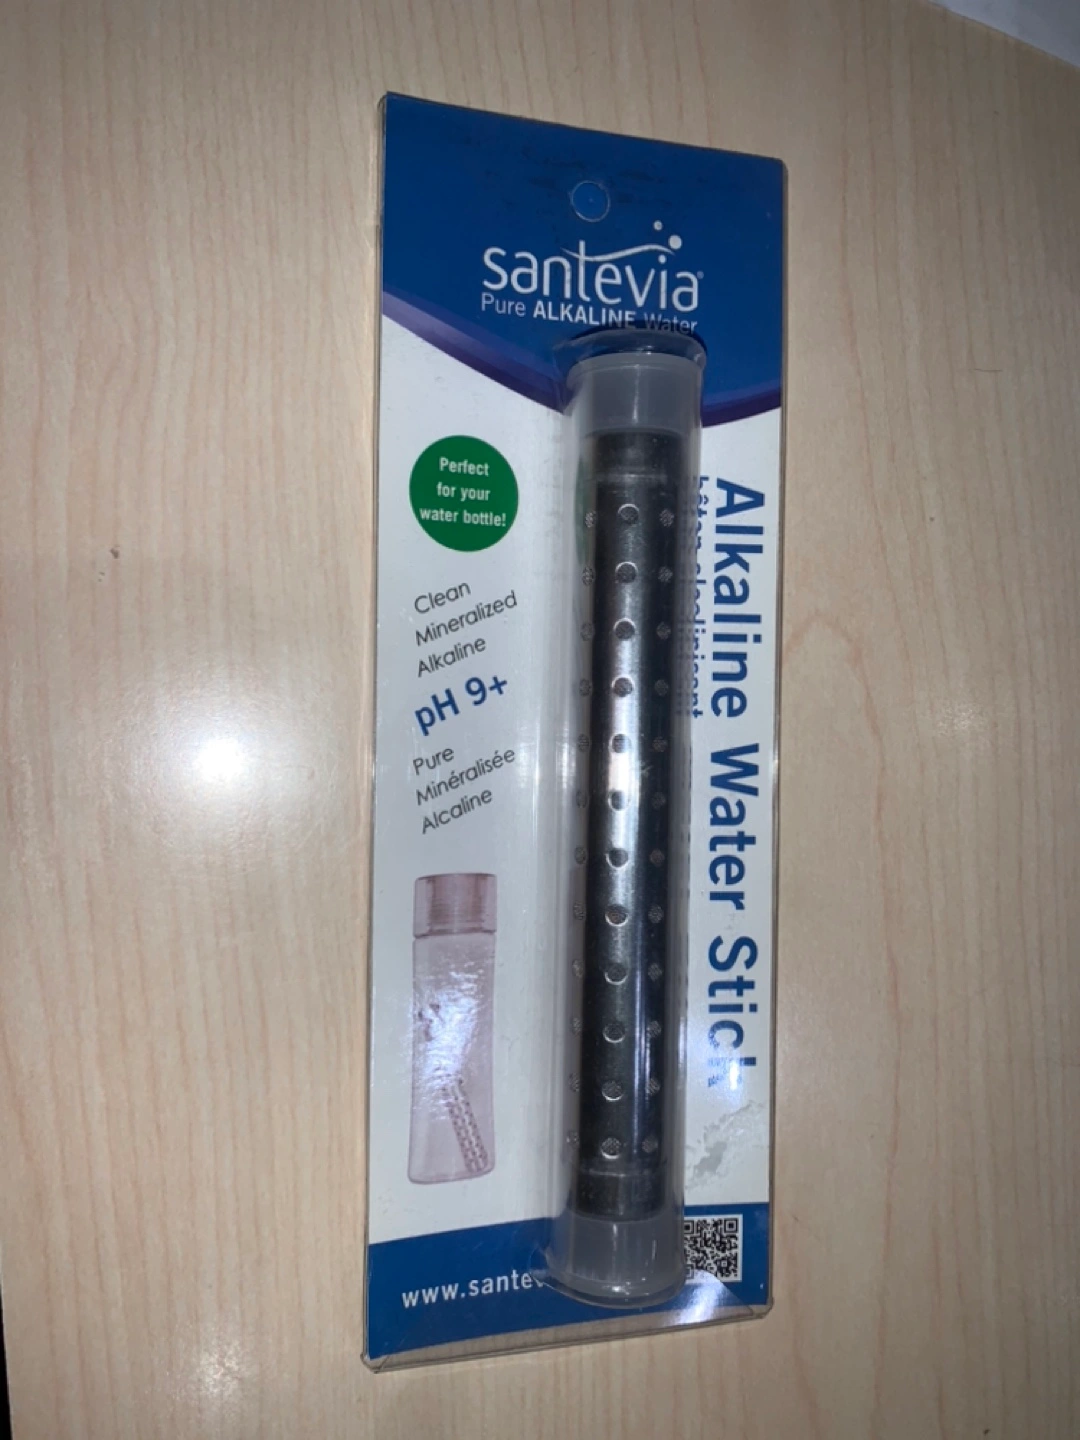 santevia®
Pure ALKALINE Water
Perfect
for your
water bottle!
Clean
Mineralized
Alkaline
pH 9+
Pure
Minéralisée
Alcaline
Alkaline Water Stick
www.sante